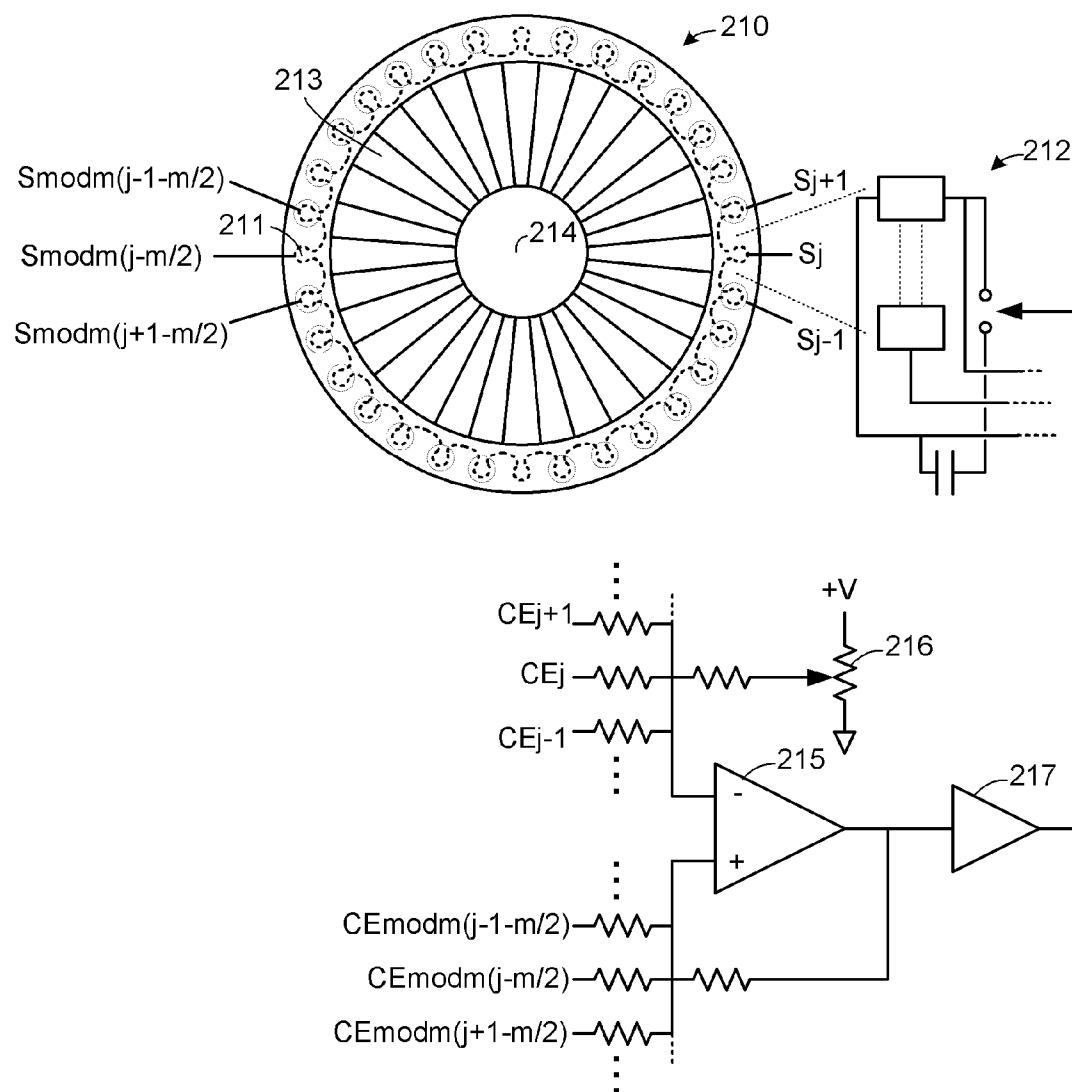 210
213
212
Smodm(j-1-m/2)
Sj+1
211
214
Smodm(j-m/2)
Sj
Smodm(j+1-m/2)
Sj-1
+V
CEj+1
216
CEj
CEj-1
215
217
-
+
CEmodm(j-1-m/2)
CEmodm(j-m/2)
CEmodm(j+1-m/2)